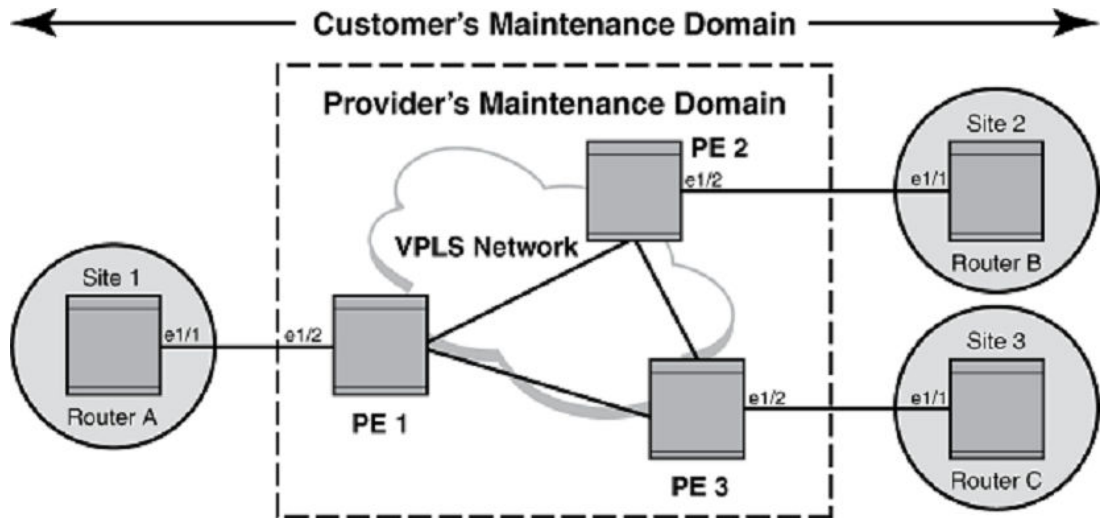 Customer's Maintenance Domain
Provider's Maintenance Domain
PE 2
e1/2
e1/1
Site 2
Router B
VPLS Network
Site 1
e1/1
Router A
e1/2
PE 1
PE 3
e1/2
e1/1
Site 3
Router C